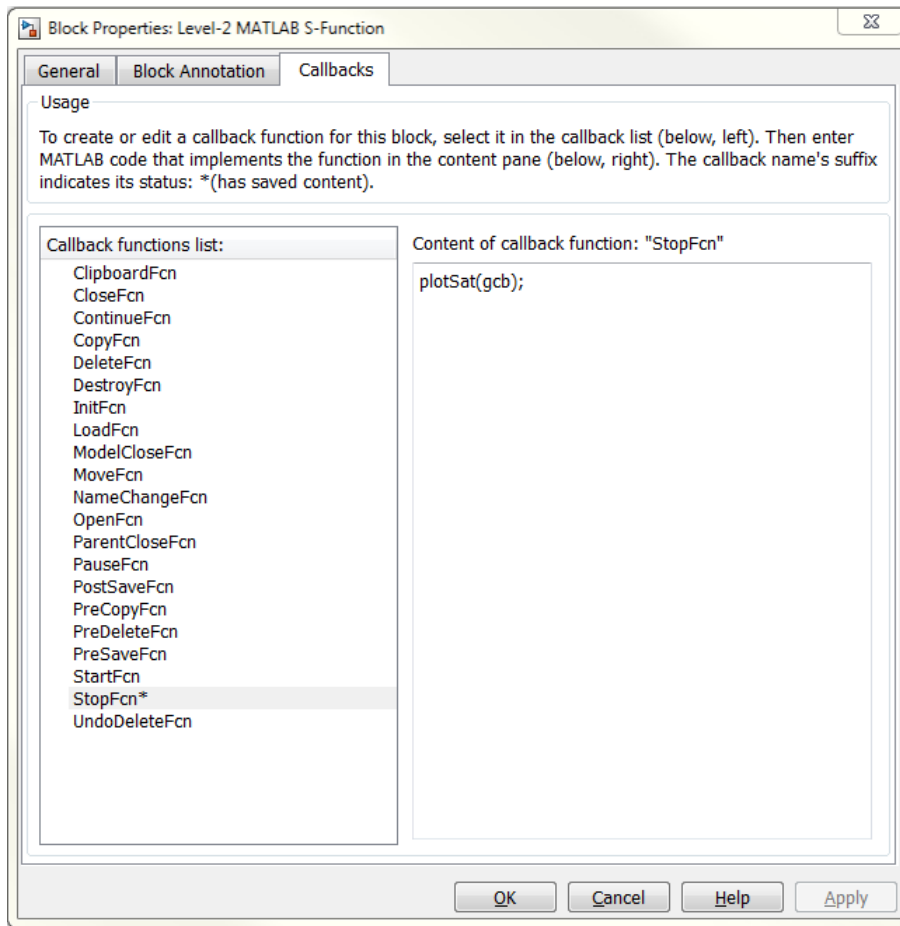 Block Properties: Level-2 MATLAB S-Function
General
Block Annotation
Callbacks
Usage
To create or edit a callback function for this block, select it in the callback list (below, left). Then enter
MATLAB code that implements the function in the content pane (below, right). The callback name's suffix
indicates its status: *(has saved content).
Callback functions list:
ClipboardFcn
CloseFcn
ContinueFcn
CopyFcn
DeleteFcn
DestroyFcn
InitFcn
LoadFcn
ModelCloseFcn
MoveFcn
NameChangeFcn
OpenFcn
ParentCloseFcn
PauseFcn
PostSaveFcn
PreCopyFcn
PreDeleteFcn
PreSaveFcn
StartFcn
StopFcn*
UndoDeleteFcn
Content of callback function: "StopFcn"
plotSat(gcb);
OK
Cancel
Help
Apply